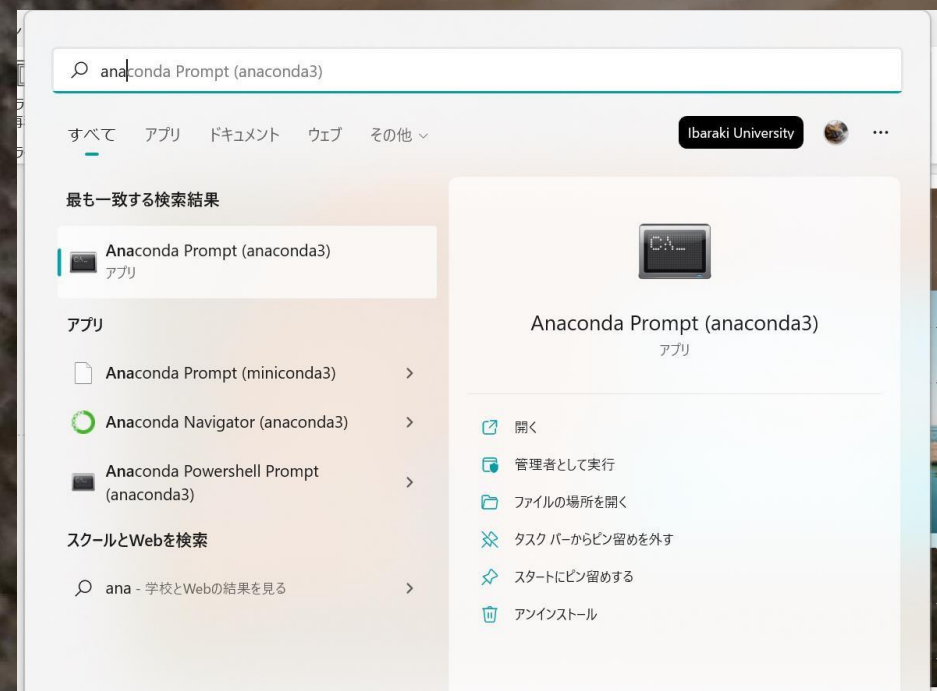 anaconda Prompt (anaconda3)
すべて アプリ ドキュメント ウェブ その他
Ibaraki University
最も一致する検索結果
Anaconda Prompt (anaconda3)
アプリ
アプリ
Anaconda Prompt (miniconda3)
Anaconda Navigator (anaconda3)
Anaconda Powershell Prompt
(anaconda3)
スクールとWebを検索
ana - 学校とWebの結果を見る
C:\_
Anaconda Prompt (anaconda3)
アプリ
開く
管理者として実行
ファイルの場所を開く
タスク バーからピン留めを外す
スタートにピン留めする
アンインストール